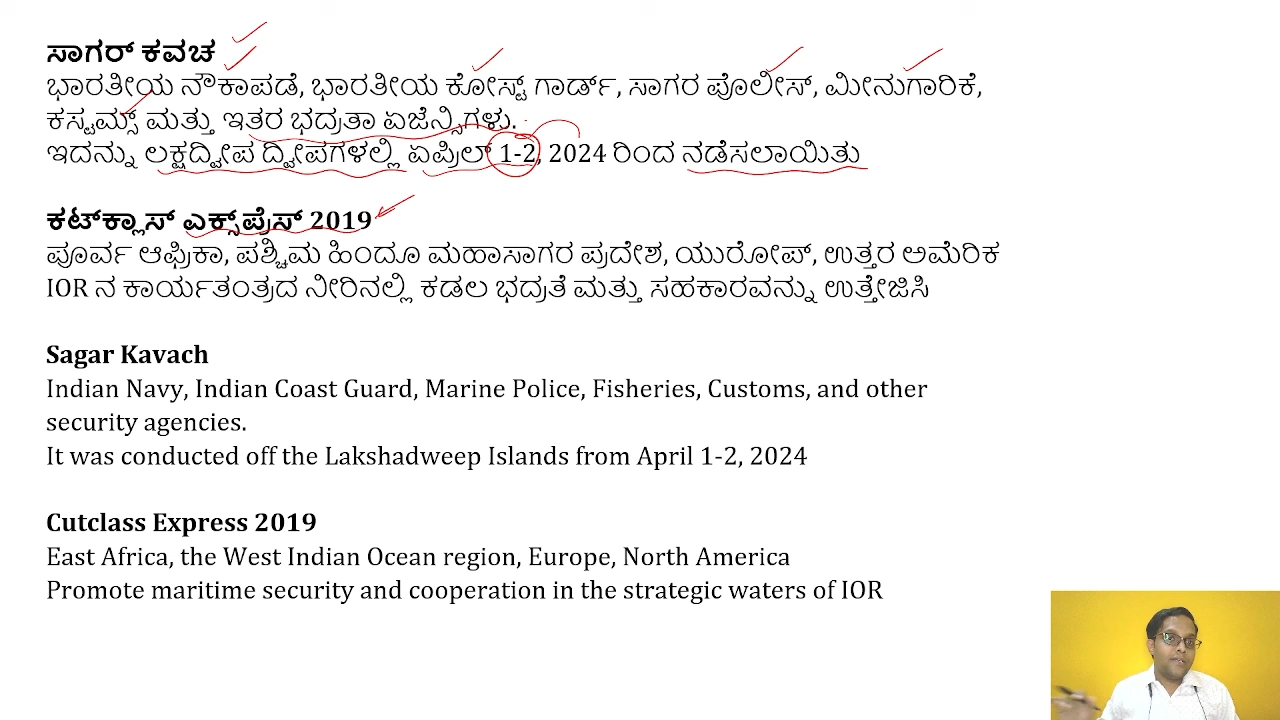 ಸಾಗರ್ ಕವಚ
ಭಾರತೀಯ ನೌಕಾಪಡೆ, ಭಾರತೀಯ ಕೋಸ್ಟ್ ಗಾರ್ಡ್, ಸಾಗರ ಪೊಲೀಸ್, ಮೀನುಗಾರಿಕೆ,
ಕಸ್ಟಮ್ಸ್ ಮತ್ತು ಇತರ ಭದ್ರತಾ ಏಜೆನ್ಸಿಗಳು.
ಇದನ್ನು ಲಕ್ಷದ್ವೀಪ ದ್ವೀಪಗಳಲ್ಲಿ ಏಪ್ರಿಲ್ 1-2, 2024 ರಿಂದ ನಡೆಸಲಾಯಿತು
ಕಟ್‌ಕ್ಲಾಸ್ ಎಕ್ಸ್‌ಪ್ರೆಸ್ 2019
ಪೂರ್ವ ಆಫ್ರಿಕಾ, ಪಶ್ಚಿಮ ಹಿಂದೂ ಮಹಾಸಾಗರ ಪ್ರದೇಶ, ಯುರೋಪ್, ಉತ್ತರ ಅಮೆರಿಕ
IOR ನ ಕಾರ್ಯತಂತ್ರದ ನೀರಿನಲ್ಲಿ ಕಡಲ ಭದ್ರತೆ ಮತ್ತು ಸಹಕಾರವನ್ನು ಉತ್ತೇಜಿಸಿ
Sagar Kavach
Indian Navy, Indian Coast Guard, Marine Police, Fisheries, Customs, and other
security agencies.
It was conducted off the Lakshadweep Islands from April 1-2, 2024
Cutclass Express 2019
East Africa, the West Indian Ocean region, Europe, North America
Promote maritime security and cooperation in the strategic waters of IOR